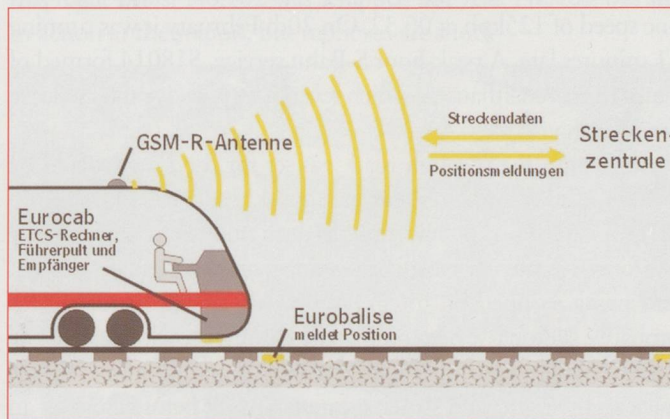 GSM-R-Antenne
Streckendaten
Strecken-
zentrale
Positionsmeldungen
Eurocab
ETCS-Rechner,
Führerpult und
Empfänger
Eurobalise
meldet Position